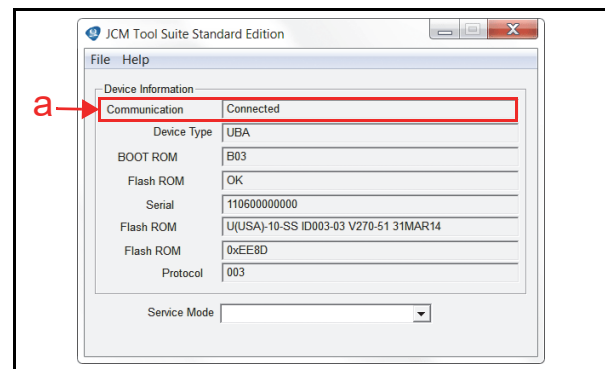 JCM Tool Suite Standard Edition
File Help
Device Information
a
Communication Connected
Device Type UBA
BOOT ROM B03
Flash ROM OK
Serial 110600000000
Flash ROM U(USA)-10-SS ID003-03 V270-51 31MAR14
Flash ROM 0xEE8D
Protocol 003
Service Mode